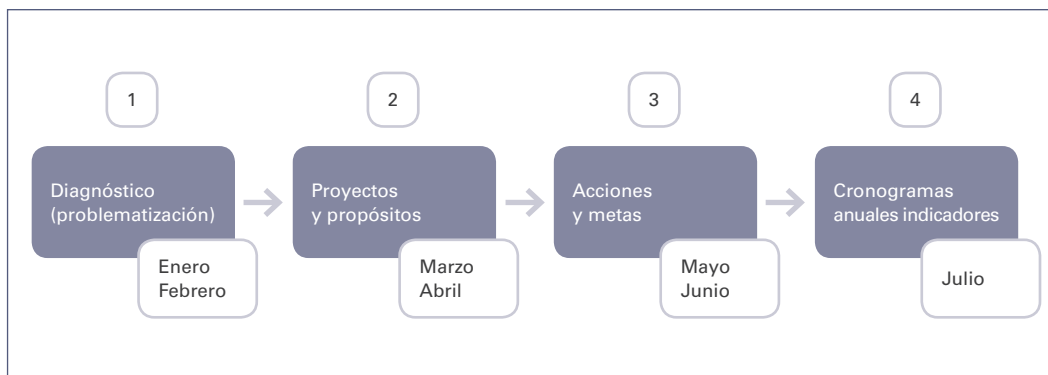 1
2
3
4
Diagnóstico
(problematización)
Enero
Febrero
Proyectos
y propósitos
Marzo
Abril
Acciones
y metas
Mayo
Junio
Cronogramas
anuales indicadores
Julio